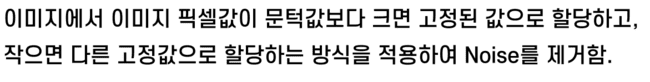 이미지에서 이미지 픽셀값이 문턱값보다 크면 고정된 값으로 할당하고,
작으면 다른 고정값으로 할당하는 방식을 적용하여 Noise를 제거함.